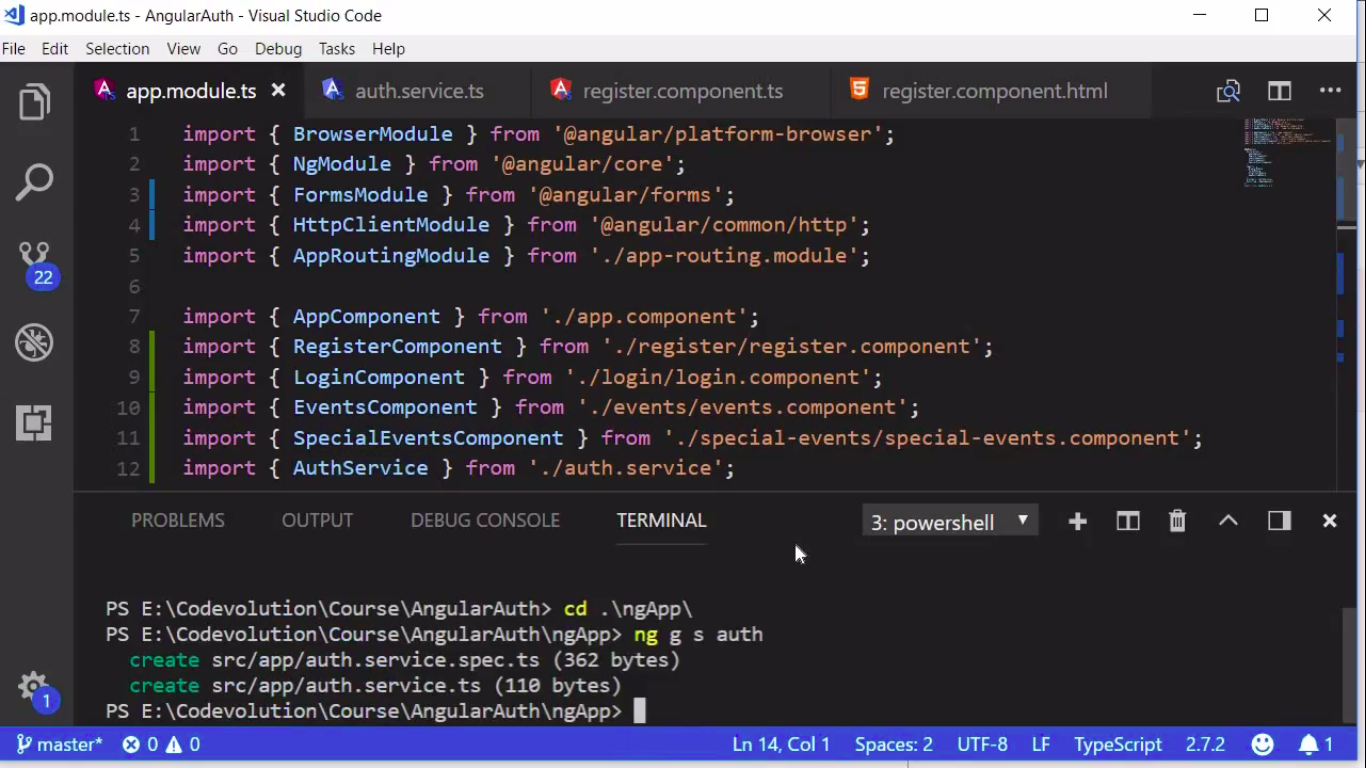 app.module.ts - AngularAuth - Visual Studio Code
File Edit Selection View Go Debug Tasks Help
app.module.ts auth.service.ts register.component.ts register.component.html
1 import { BrowserModule } from '@angular/platform-browser';
2 import { NgModule } from '@angular/core';
3 import { FormsModule } from '@angular/forms';
4 import { HttpClientModule } from '@angular/common/http';
5 import { AppRoutingModule } from './app-routing.module';
6
7 import { AppComponent } from './app.component';
8 import { RegisterComponent } from './register/register.component';
9 import { LoginComponent } from './login/login.component';
10 import { EventsComponent } from './events/events.component';
11 import { SpecialEventsComponent } from './special-events/special-events.component';
12 import { AuthService } from './auth.service';
22
PROBLEMS OUTPUT DEBUG CONSOLE TERMINAL 3: powershell
PS E:\Codevolution\Course\AngularAuth> cd .\ngApp\
PS E:\Codevolution\Course\AngularAuth\ngApp> ng g s auth
create src/app/auth.service.spec.ts (362 bytes)
create src/app/auth.service.ts (110 bytes)
PS E:\Codevolution\Course\AngularAuth\ngApp>
1
master* 0 0 Ln 14, Col 1 Spaces: 2 UTF-8 LF TypeScript 2.7.2 1